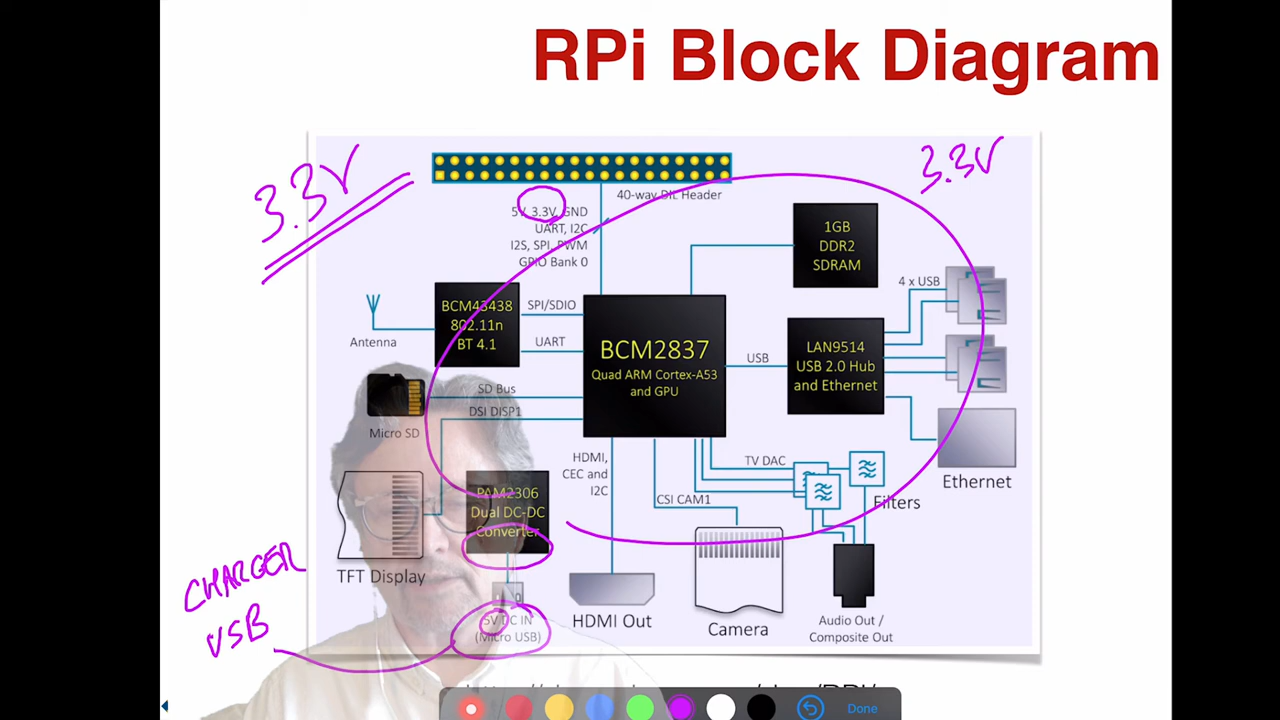 RPi Block Diagram
3.3V
3.3V
40-way DIL Header
5V, 3.3V, GND
UART, I2C
I2S, SPI, PWM
GPIO Bank 0
1GB
DDR2
SDRAM
4 x USB
BCM43438
802.11n
BT 4.1
SPI/SDIO
UART
Antenna
BCM2837
Quad ARM Cortex-A53
and GPU
USB
LAN9514
USB 2.0 Hub
and Ethernet
SD Bus
DSI DISP1
Micro SD
HDMI,
CEC and
I2C
TV DAC
CSI CAM1
Filters
Ethernet
PAM2306
Dual DC-DC
Converter
TFT Display
CHARGER
USB
5V DC IN
(Micro USB)
HDMI Out
Camera
Audio Out /
Composite Out
Done